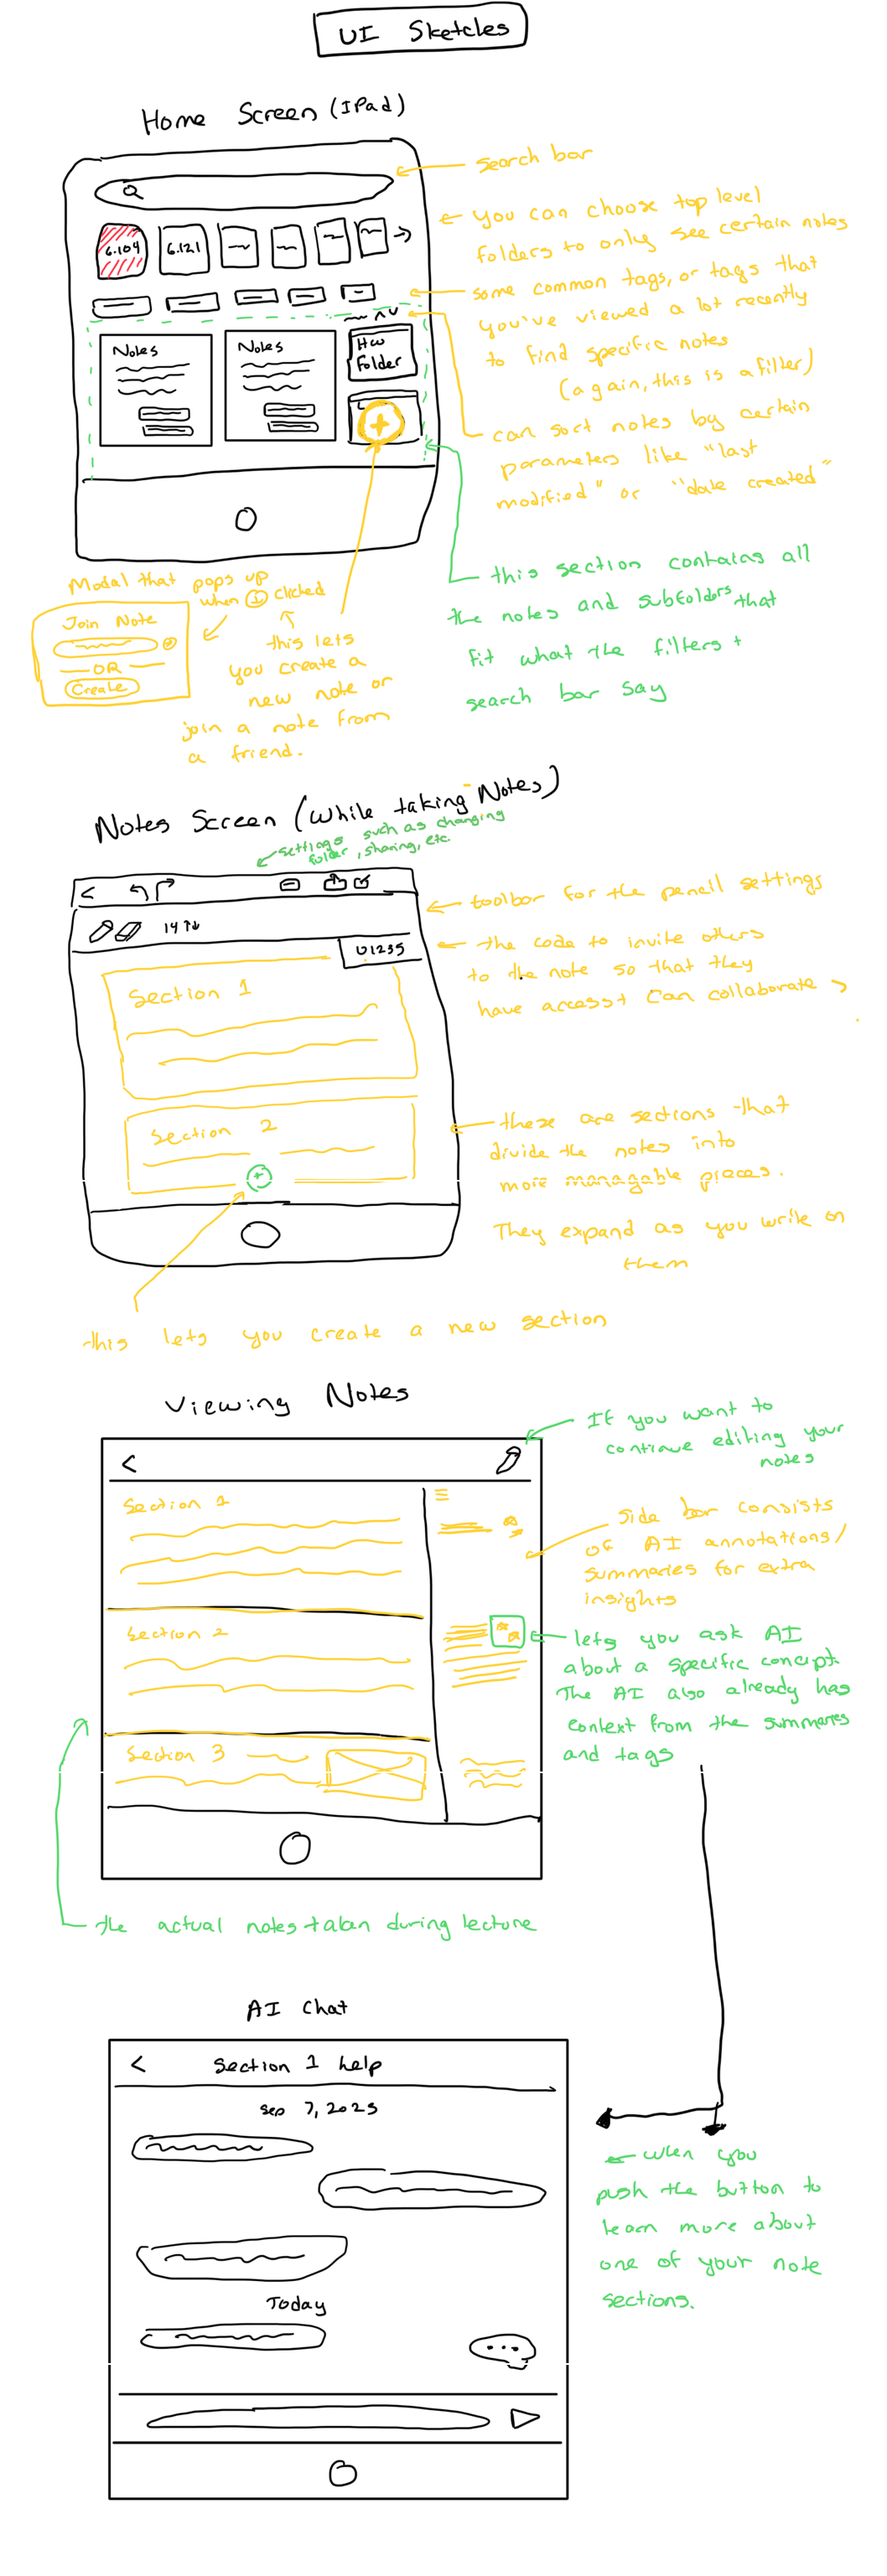 UI Sketches
Home Screen (IPad)
search bar
you can choose top level
folders to only see certain notes
6.104
6.121
some common tags, or tags that
you've viewed a lot recently
to find specific notes
(again, this is a filter)
Notes
Notes
HW
Folder
can sort notes by certain
parameters like "last
modified" or "date created"
this section contains all
the notes and subfolders that
fit what the filters +
search bar say
Modal that pops up
when + clicked
Join Note
OR
Create
this lets
you create a
new note or
join a note from
a friend.
Notes Screen (while taking Notes)
settings such as changing
folder, sharing, etc.
toolbar for the pencil settings
14
01235
the code to invite others
to the note so that they
have access + can collaborate
Section 1
Section 2
these are sections that
divide the notes into
more managable pieces.
They expand as you write on
them
this lets you create a new section
Viewing Notes
If you want to
continue editing your
notes
Section 1
side bar consists
of AI annotations/
summaries for extra
insights
Section 2
lets you ask AI
about a specific concept.
The AI also already has
context from the summaries
and tags
Section 3
the actual notes taken during lecture
AI Chat
Section 1 help
Sep 7, 2025
when you
push the button to
learn more about
one of your note
sections.
Today